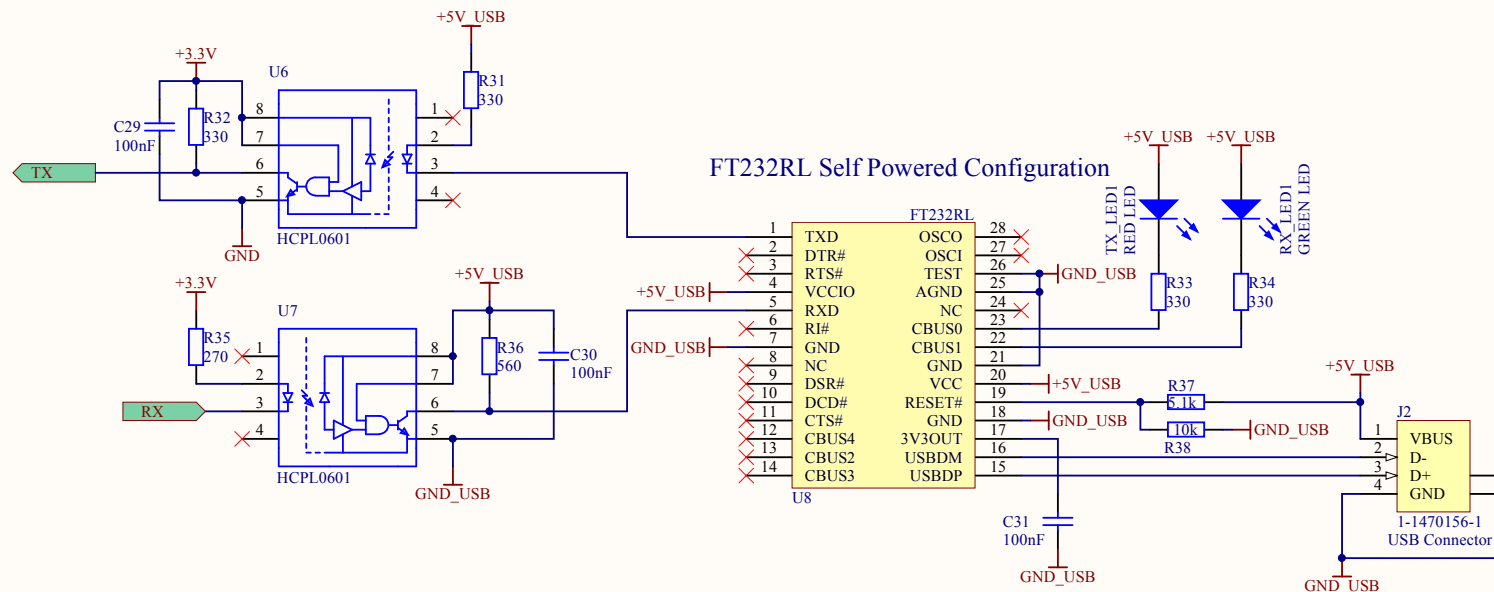 +5V_USB
+3.3V
U6
R31
330
C29
100nF
R32
330
8
7
6
5
1
2
3
4
TX
HCPL0601
GND
FT232RL Self Powered Configuration
+5V_USB
+5V_USB
TX_LED1
RED LED
RX_LED1
GREEN LED
R33
330
R34
330
+3.3V
U7
R35
270
1
2
3
4
8
7
6
5
RX
HCPL0601
+5V_USB
R36
560
C30
100nF
GND_USB
FT232RL
1 TXD
2 DTR#
3 RTS#
4 VCCIO
5 RXD
6 RI#
7 GND
8 NC
9 DSR#
10 DCD#
11 CTS#
12 CBUS4
13 CBUS2
14 CBUS3
OSCO 28
OSCI 27
TEST 26
AGND 25
NC 24
CBUS0 23
CBUS1 22
GND 21
VCC 20
RESET# 19
GND 18
3V3OUT 17
USBDM 16
USBDP 15
U8
+5V_USB
GND_USB
GND_USB
+5V_USB
GND_USB
R37
5.1k
10k
R38
GND_USB
+5V_USB
C31
100nF
GND_USB
J2
1 VBUS
2 D-
3 D+
4 GND
1-1470156-1
USB Connector
GND_USB